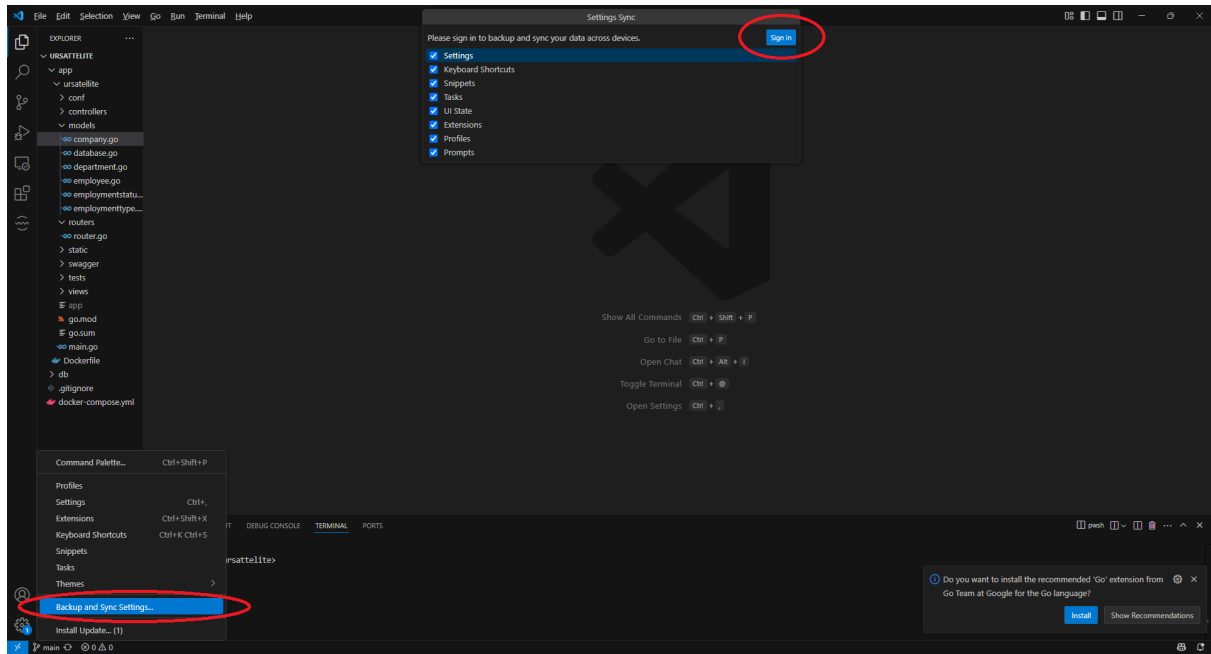 File Edit Selection View Go Run Terminal Help
Settings Sync
EXPLORER
Please sign in to backup and sync your data across devices.
Sign in
URSATTELITE
app
ursatellite
conf
controllers
models
company.go
database.go
department.go
employee.go
employmentstatu...
employmenttype....
routers
router.go
static
swagger
tests
views
app
go.mod
go.sum
main.go
Dockerfile
db
.gitignore
docker-compose.yml
Settings
Keyboard Shortcuts
Snippets
Tasks
UI State
Extensions
Profiles
Prompts
Show All Commands Ctrl + Shift + P
Go to File Ctrl + P
Open Chat Ctrl + Alt + I
Toggle Terminal Ctrl + @
Open Settings Ctrl + ,
Command Palette... Ctrl+Shift+P
Profiles
Settings Ctrl+,
Extensions Ctrl+Shift+X
Keyboard Shortcuts Ctrl+K Ctrl+S
Snippets
Tasks
Themes
Backup and Sync Settings...
Install Update... (1)
DEBUG CONSOLE TERMINAL PORTS
pwsh
rsattelite>
Do you want to install the recommended 'Go' extension from
Go Team at Google for the Go language?
Install Show Recommendations
1
main 0 0